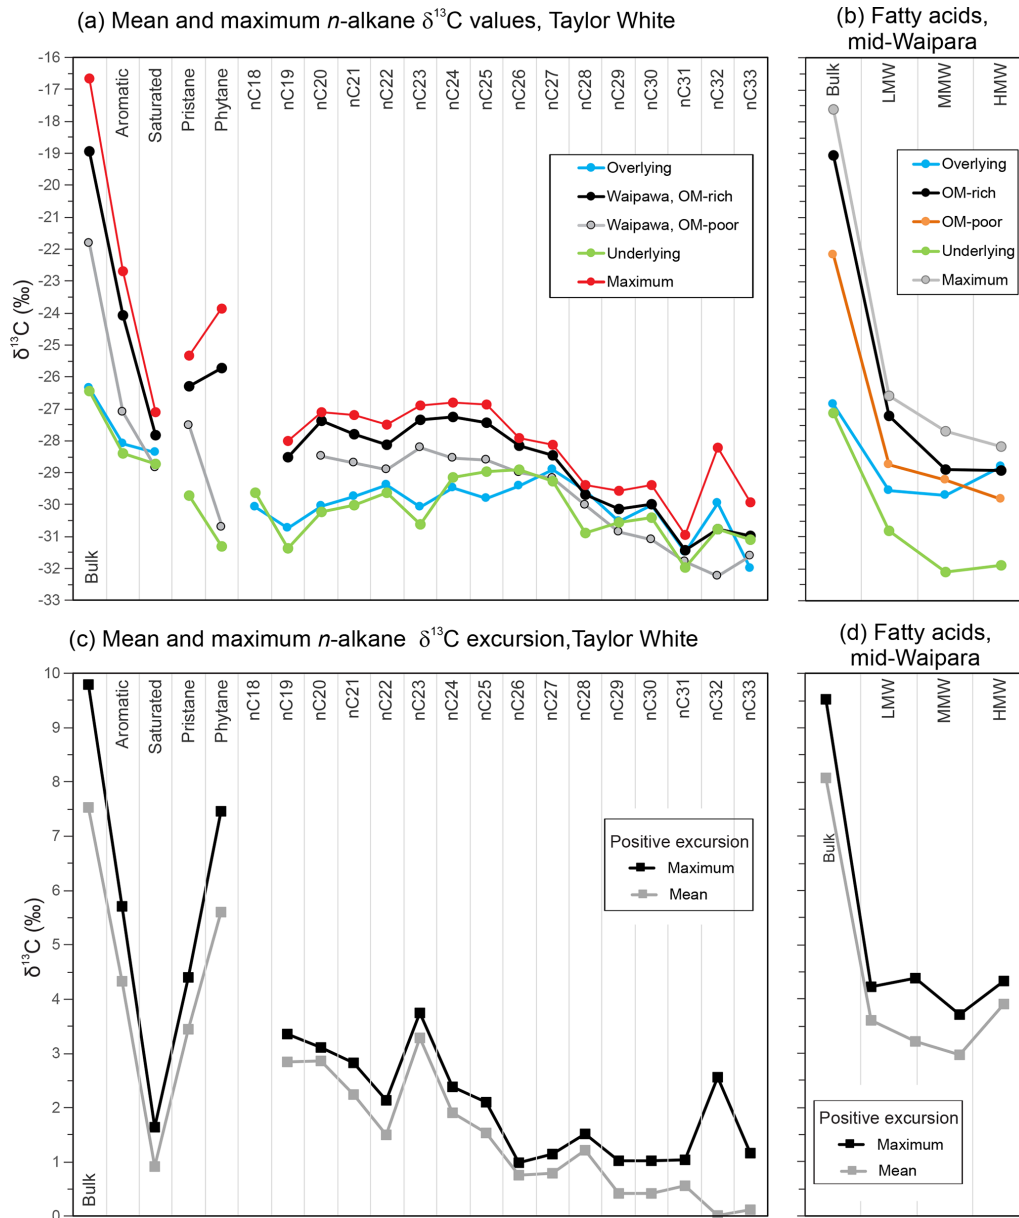 (a) Mean and maximum n-alkane δ¹³C values, Taylor White
-16
-17
-18
-19
-20
-21
-22
-23
-24
-25
-26
-27
-28
-29
-30
-31
-32
-33
δ¹³C (‰)
Bulk
Aromatic
Saturated
Pristane
Phytane
nC18
nC19
nC20
nC21
nC22
nC23
nC24
nC25
nC26
nC27
nC28
nC29
nC30
nC31
nC32
nC33
Overlying
Waipawa, OM-rich
Waipawa, OM-poor
Underlying
Maximum
(b) Fatty acids,
mid-Waipara
Bulk
LMW
MMW
HMW
Overlying
OM-rich
OM-poor
Underlying
Maximum
(c) Mean and maximum n-alkane δ¹³C excursion,Taylor White
10
9
8
7
6
5
4
3
2
1
0
δ¹³C (‰)
Bulk
Aromatic
Saturated
Pristane
Phytane
nC18
nC19
nC20
nC21
nC22
nC23
nC24
nC25
nC26
nC27
nC28
nC29
nC30
nC31
nC32
nC33
Positive excursion
Maximum
Mean
(d) Fatty acids,
mid-Waipara
Bulk
LMW
MMW
HMW
Positive excursion
Maximum
Mean